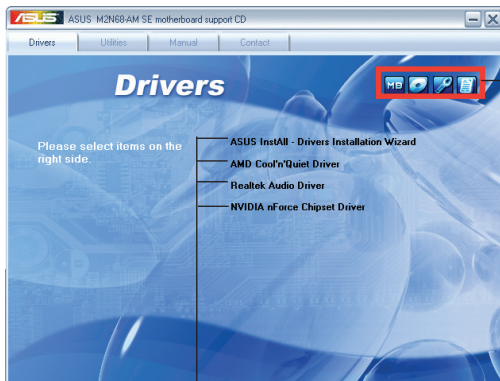 ASUS ASUS M2N68-AM SE motherboard support CD
Drivers Utilities Manual Contact
Drivers
MB
Please select items on the
right side.
ASUS InstAll - Drivers Installation Wizard
AMD Cool'n'Quiet Driver
Realtek Audio Driver
NVIDIA nForce Chipset Driver